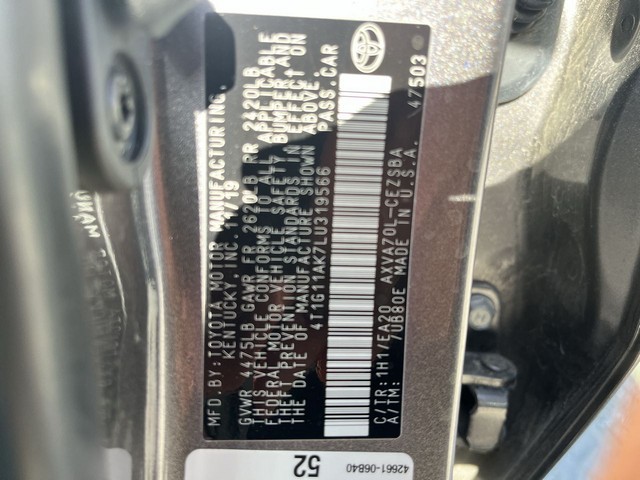 MFD. BY: TOYOTA MOTOR MANUFACTURING,
KENTUCKY, INC. 11/19
GVWR 4475LB GAWR FR 2620LB RR 2420LB
THIS VEHICLE CONFORMS TO ALL APPLICABLE
FEDERAL MOTOR VEHICLE SAFETY BUMPER, AND
THEFT PREVENTION STANDARDS IN EFFECT ON
THE DATE OF MANUFACTURE SHOWN ABOVE.
4T1G11AK7LU319566 PASS. CAR
C/TR: 1H1/EA20 AXVA70L-CEZSBA
A/TM: 7UB80E MADE IN U.S.A. 47503
52
42661-06B40